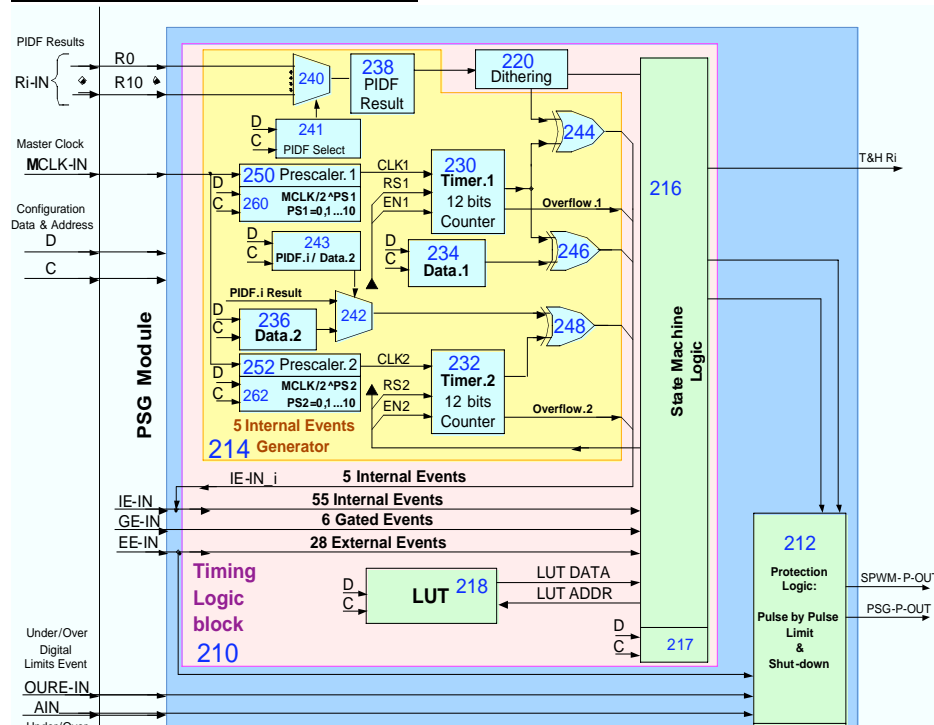 PIDF Results
Ri-IN
R0
R10
240
238
PIDF
Result
220
Dithering
D
C
241
PIDF Select
244
Master Clock
MCLK-IN
T&H Ri
250 Prescaler.1
D
C
260
MCLK/2^PS1
PS1=0,1...10
CLK1
RS1
EN1
230
Timer.1
12 bits
Counter
Overflow.1
216
State Machine
Logic
Configuration
Data & Address
D
C
D
C
243
PIDF.i / Data.2
D
C
234
Data.1
246
PIDF.i Result
242
D
C
236
Data.2
248
PSG Module
252 Prescaler.2
D
C
262
MCLK/2^PS2
PS2=0,1...10
CLK2
RS2
EN2
232
Timer.2
12 bits
Counter
Overflow.2
5 Internal Events
Generator
214
IE-IN_i
5 Internal Events
IE-IN
55 Internal Events
GE-IN
6 Gated Events
EE-IN
28 External Events
212
Protection
Logic:
Pulse by Pulse
Limit
&
Shut-down
SPWM-P-OUT
PSG-P-OUT
Timing
Logic
block
210
D
C
LUT 218
LUT DATA
LUT ADDR
D
C
217
Under/Over
Digital
Limits Event
OURE-IN
AIN